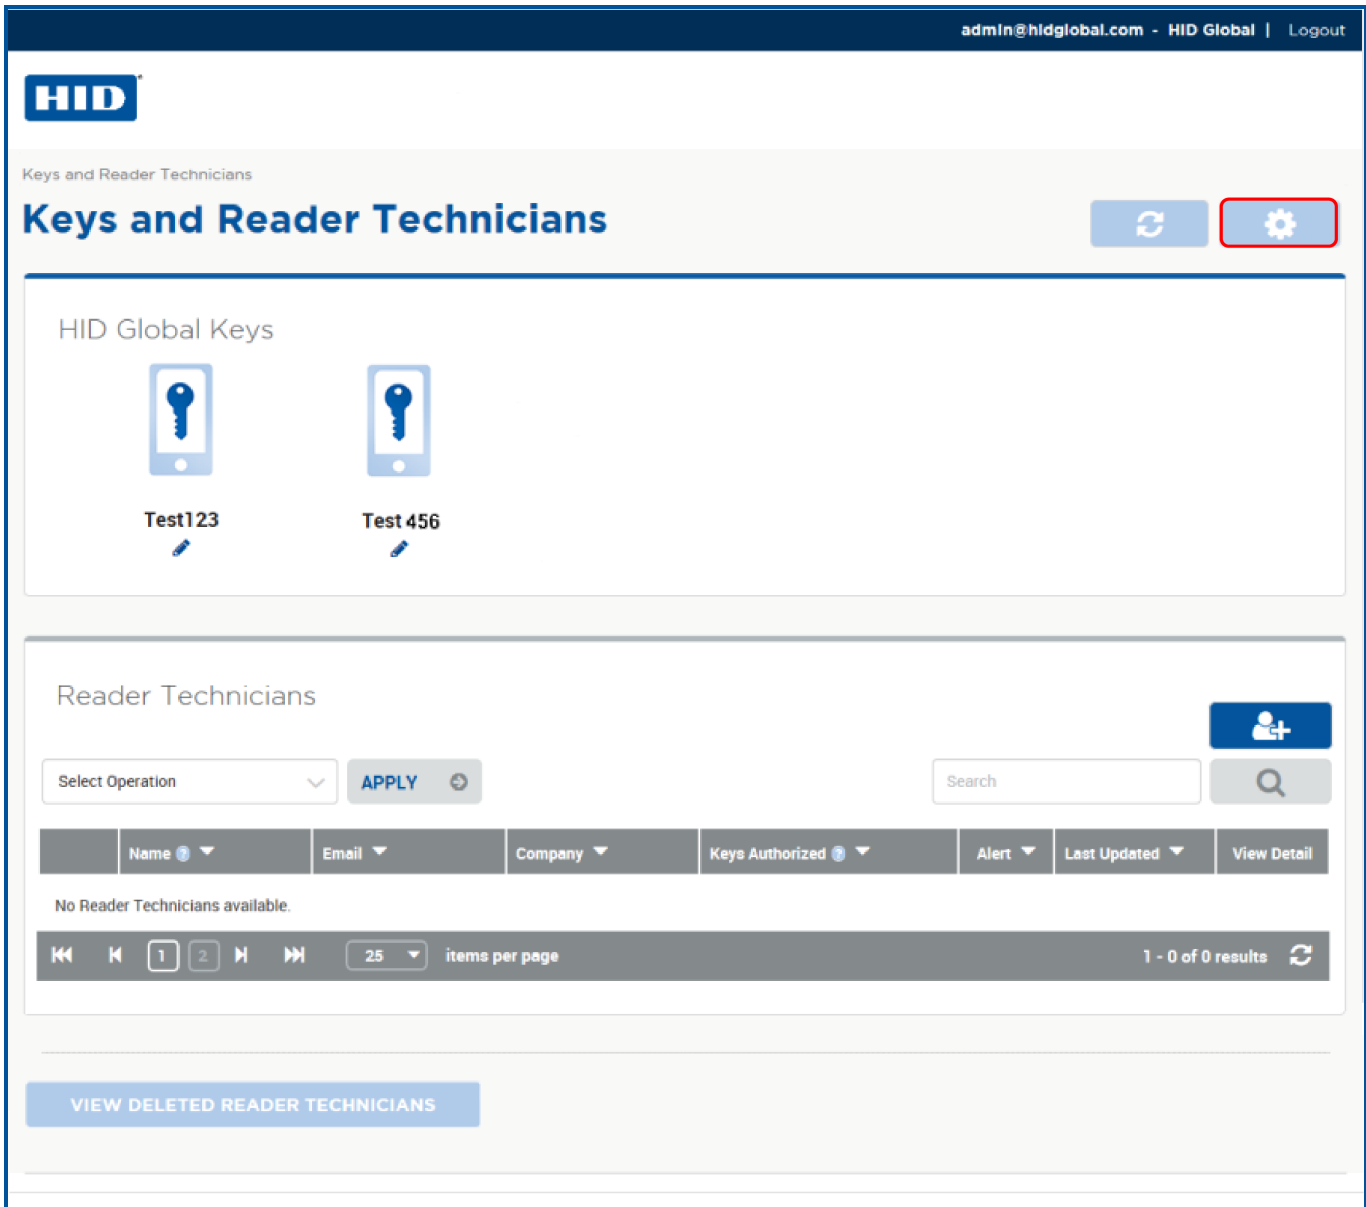 admin@hidglobal.com - HID Global | Logout
HID
Keys and Reader Technicians
Keys and Reader Technicians
HID Global Keys
Test123
Test 456
Reader Technicians
Select Operation
APPLY
Search
Name ? Email Company Keys Authorized ? Alert Last Updated View Detail
No Reader Technicians available.
1 2 25 items per page 1 - 0 of 0 results
VIEW DELETED READER TECHNICIANS